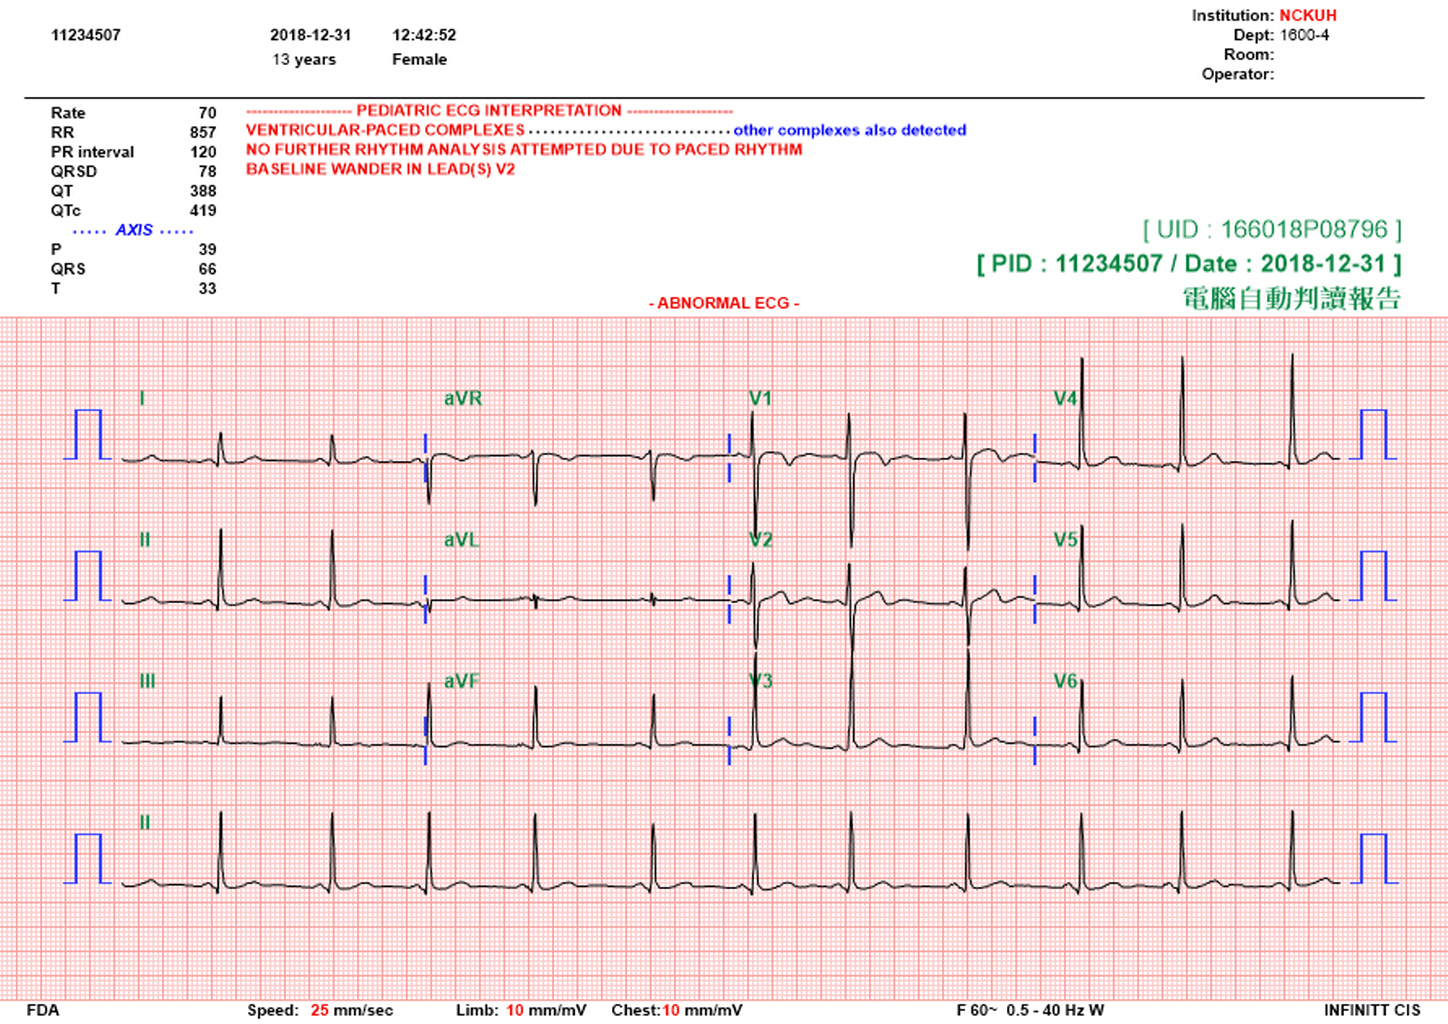 Institution: NCKUH
11234507 2018-12-31 12:42:52 Dept: 1600-4
13 years Female Room:
Operator:
Rate 70 -------------------- PEDIATRIC ECG INTERPRETATION --------------------
RR 857 VENTRICULAR-PACED COMPLEXES . . . . . . . . . . . . . . . . . . . . . . . . . . . . other complexes also detected
PR interval 120 NO FURTHER RHYTHM ANALYSIS ATTEMPTED DUE TO PACED RHYTHM
QRSD 78 BASELINE WANDER IN LEAD(S) V2
QT 388
QTc 419
. . . . . AXIS . . . . .
P 39
QRS 66
T 33
[ UID : 166018P08796 ]
[ PID : 11234507 / Date : 2018-12-31 ]
電腦自動判讀報告
- ABNORMAL ECG -
I aVR V1 V4
II aVL V2 V5
III aVF V3 V6
II
FDA Speed: 25 mm/sec Limb: 10 mm/mV Chest:10 mm/mV F 60~ 0.5 - 40 Hz W INFINITT CIS